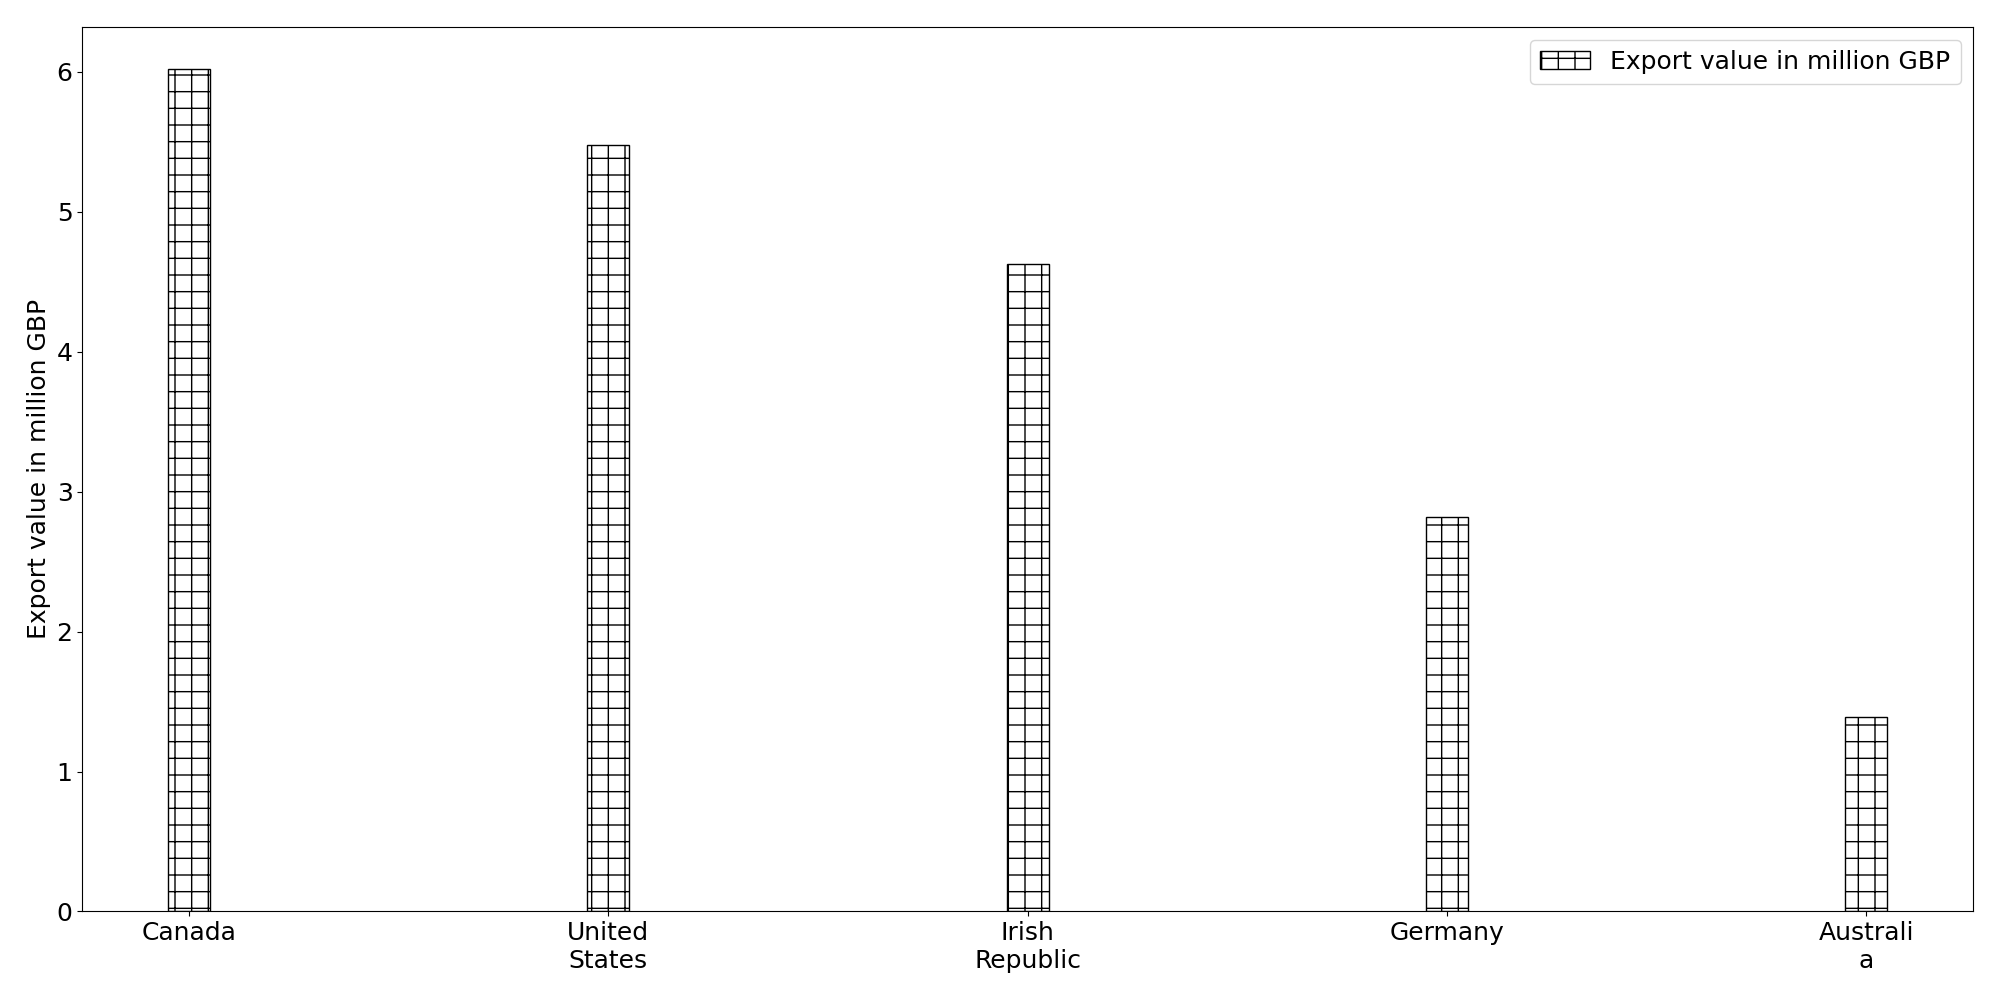 Export value in million GBP
Export value in million GBP
6
5
4
3
2
1
0
Canada
United
States
Irish
Republic
Germany
Australi
a